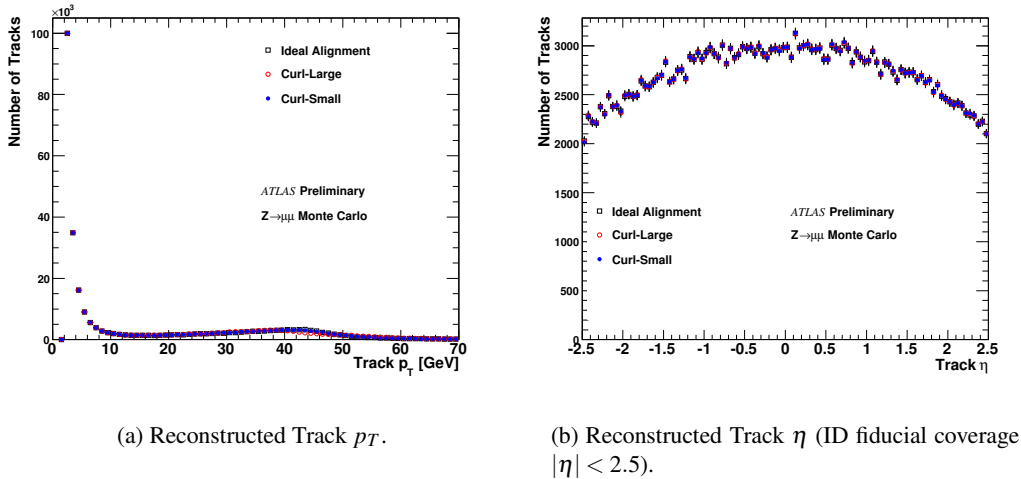 ×10³
100
80
60
40
20
0
Number of Tracks
Ideal Alignment
Curl-Large
Curl-Small
ATLAS Preliminary
Z→μμ Monte Carlo
0 10 20 30 40 50 60 70
Track p_T [GeV]
(a) Reconstructed Track p_T.
3000
2500
2000
1500
1000
500
0
Number of Tracks
Ideal Alignment
Curl-Large
Curl-Small
ATLAS Preliminary
Z→μμ Monte Carlo
-2.5 -2 -1.5 -1 -0.5 0 0.5 1 1.5 2 2.5
Track η
(b) Reconstructed Track η (ID fiducial coverage
|η| < 2.5).